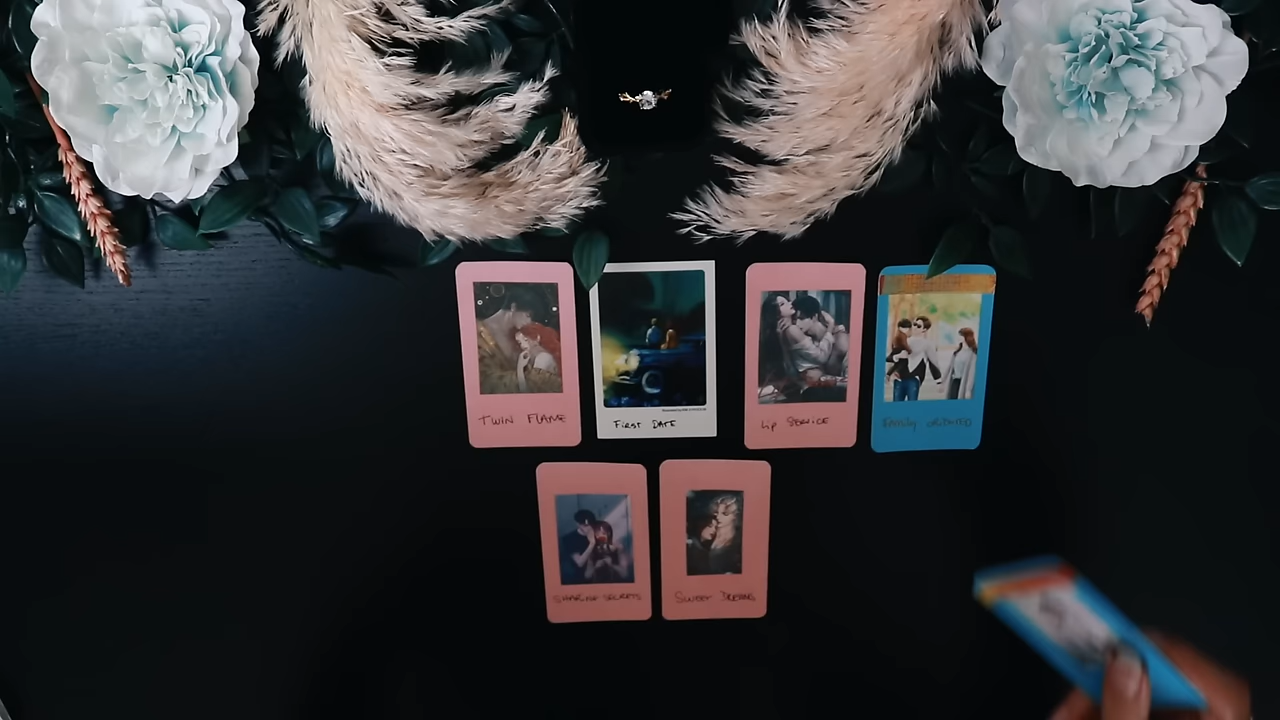 TWIN FLAME
FIRST DATE
Lip SERVICE
Family ORIENTED
SHARING SECRETS
SWEET DREAMS